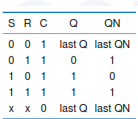 S R C Q QN
0 0 1 last Q last QN
0 1 1 0 1
1 0 1 1 0
1 1 1 1 1
x x 0 last Q last QN